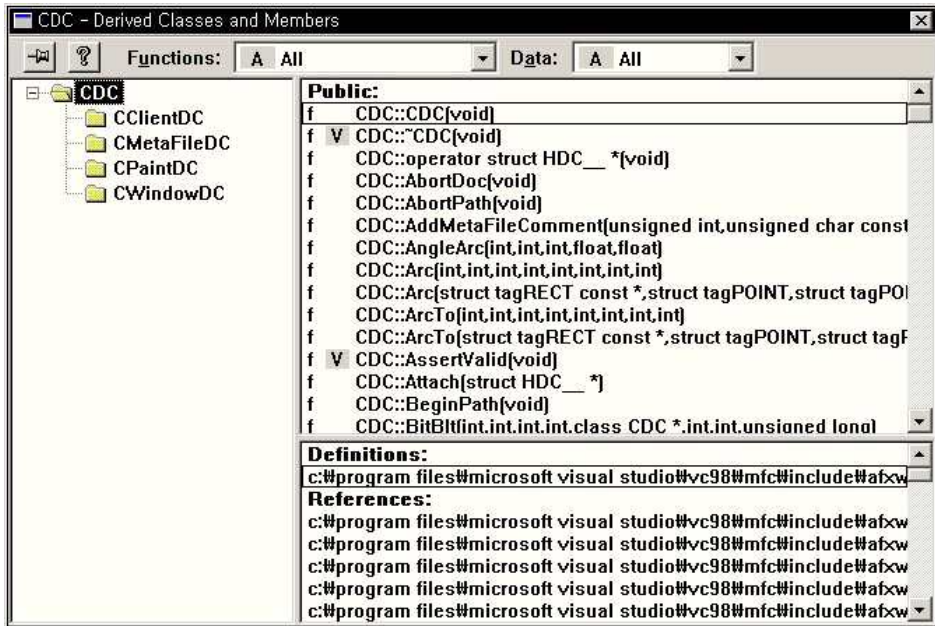 CDC - Derived Classes and Members
Functions: A All Data: A All
CDC
CClientDC
CMetaFileDC
CPaintDC
CWindowDC
Public:
f CDC::CDC(void)
f V CDC::~CDC(void)
f CDC::operator struct HDC__ *(void)
f CDC::AbortDoc(void)
f CDC::AbortPath(void)
f CDC::AddMetaFileComment(unsigned int,unsigned char const
f CDC::AngleArc(int,int,int,float,float)
f CDC::Arc(int,int,int,int,int,int,int,int)
f CDC::Arc(struct tagRECT const *,struct tagPOINT,struct tagPOI
f CDC::ArcTo(int,int,int,int,int,int,int,int)
f CDC::ArcTo(struct tagRECT const *,struct tagPOINT,struct tagF
f V CDC::AssertValid(void)
f CDC::Attach(struct HDC__ *)
f CDC::BeginPath(void)
f CDC::BitBlt(int,int,int,int,class CDC *,int,int,unsigned long)
Definitions:
c:₩program files₩microsoft visual studio₩vc98₩mfc₩include₩afxw
References:
c:₩program files₩microsoft visual studio₩vc98₩mfc₩include₩afxw
c:₩program files₩microsoft visual studio₩vc98₩mfc₩include₩afxw
c:₩program files₩microsoft visual studio₩vc98₩mfc₩include₩afxw
c:₩program files₩microsoft visual studio₩vc98₩mfc₩include₩afxw
c:₩program files₩microsoft visual studio₩vc98₩mfc₩include₩afxw